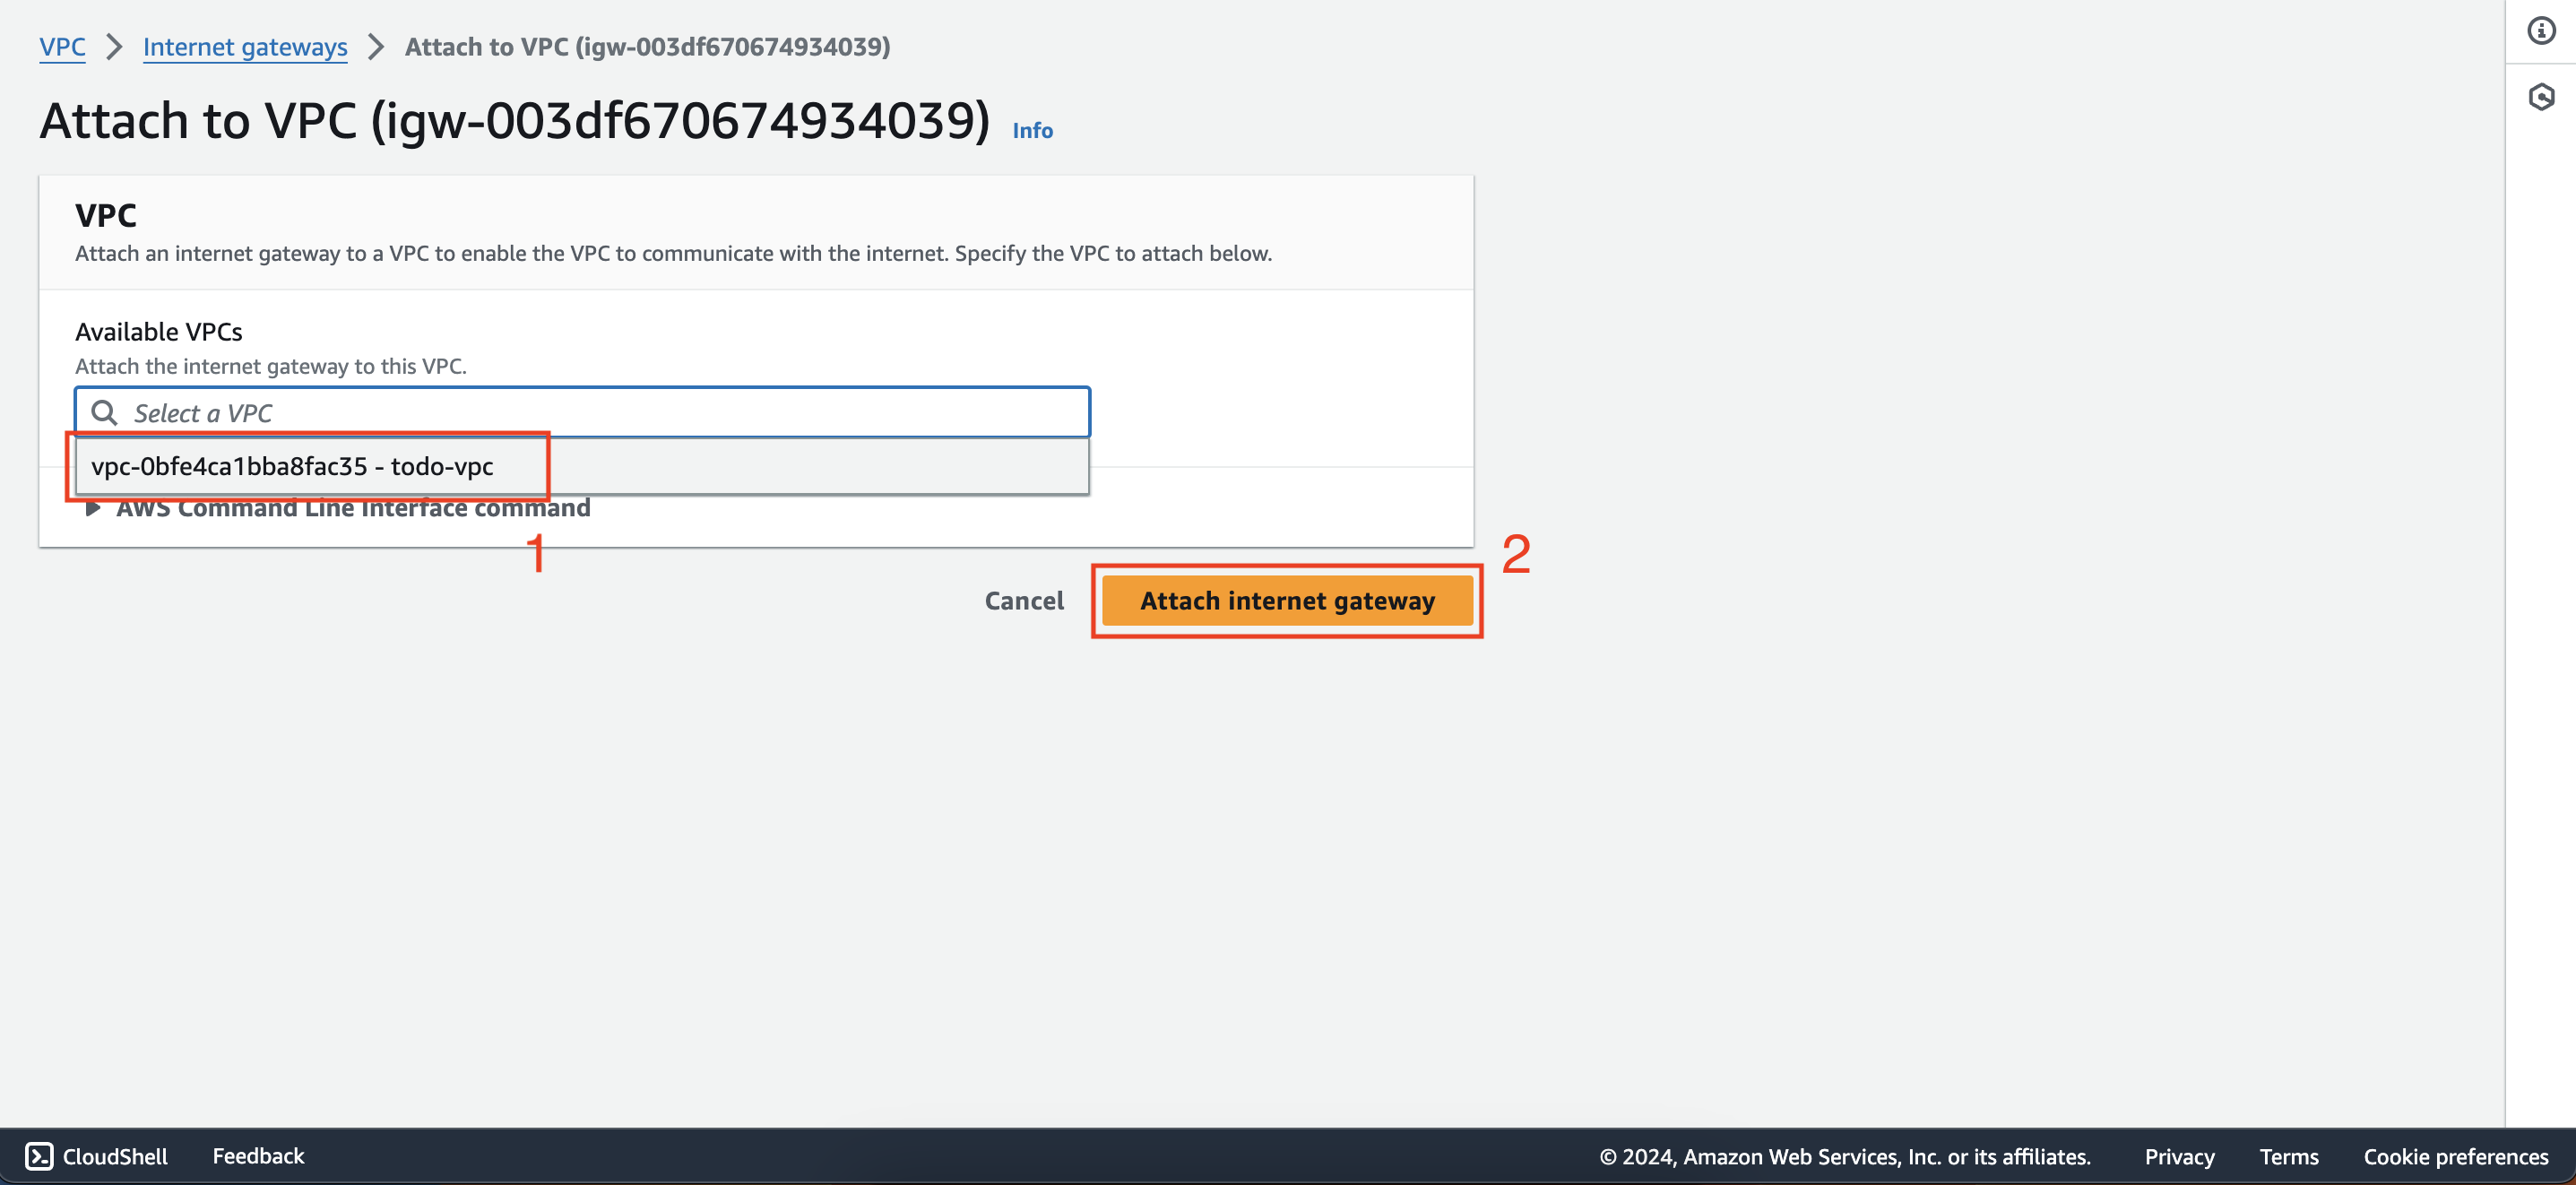 VPC > Internet gateways > Attach to VPC (igw-003df670674934039)
Attach to VPC (igw-003df670674934039) Info
VPC
Attach an internet gateway to a VPC to enable the VPC to communicate with the internet. Specify the VPC to attach below.
Available VPCs
Attach the internet gateway to this VPC.
Select a VPC
vpc-0bfe4ca1bba8fac35 - todo-vpc
AWS Command Line Interface command
1
2
Cancel Attach internet gateway
CloudShell Feedback © 2024, Amazon Web Services, Inc. or its affiliates. Privacy Terms Cookie preferences